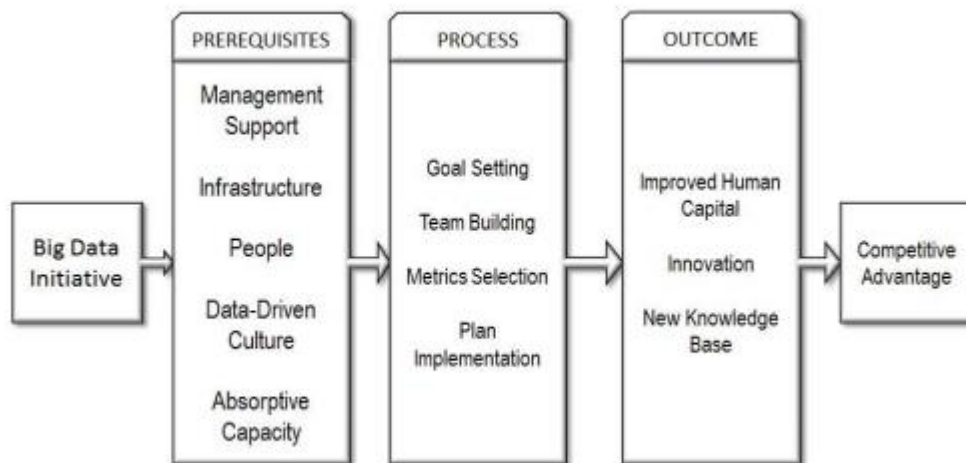 Big Data
Initiative
PREREQUISITES
Management
Support
Infrastructure
People
Data-Driven
Culture
Absorptive
Capacity
PROCESS
Goal Setting
Team Building
Metrics Selection
Plan
Implementation
OUTCOME
Improved Human
Capital
Innovation
New Knowledge
Base
Competitive
Advantage